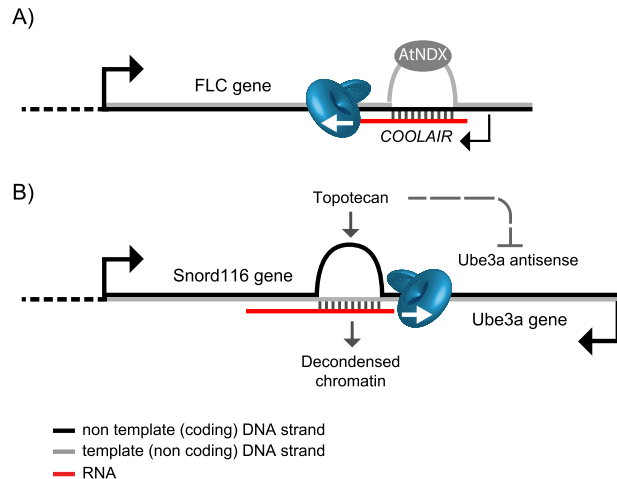 A)
AtNDX
FLC gene
COOLAIR
B)
Topotecan
Ube3a antisense
Snord116 gene
Ube3a gene
Decondensed
chromatin
non template (coding) DNA strand
template (non coding) DNA strand
RNA